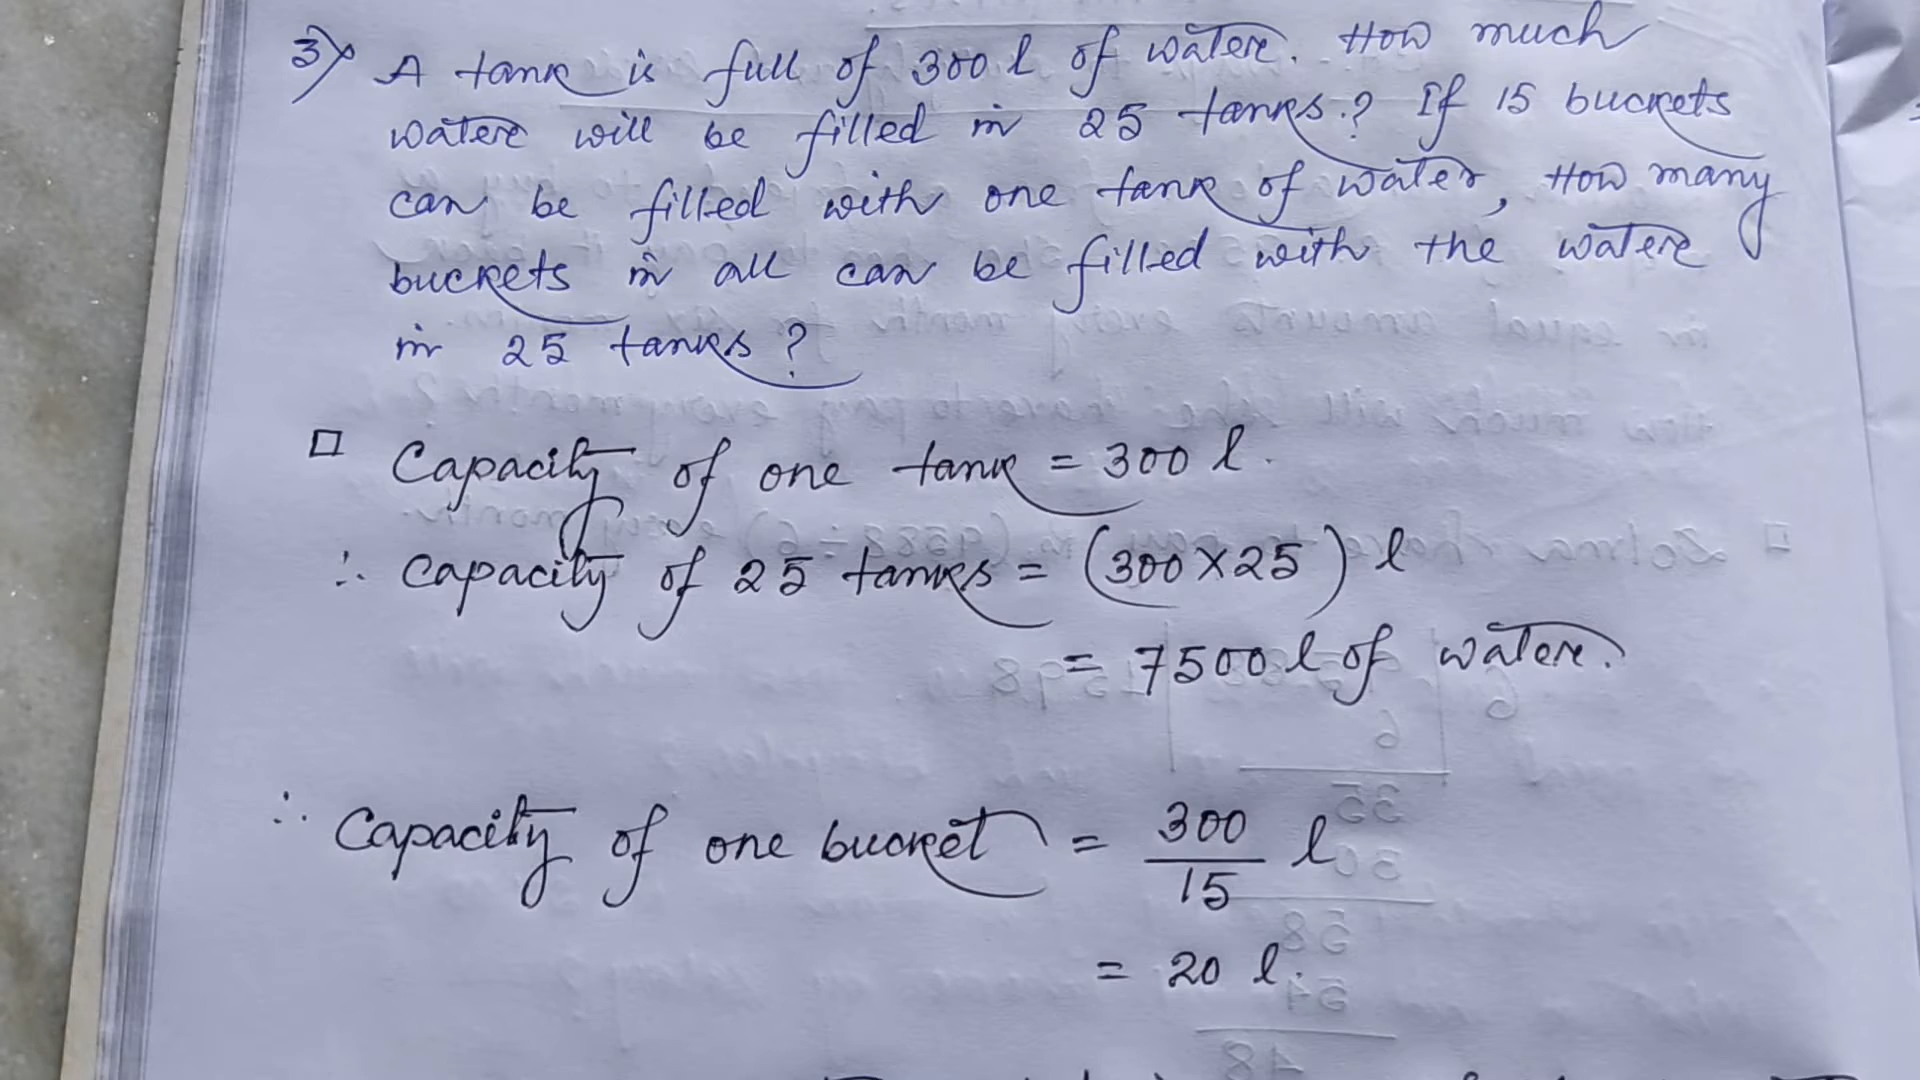 3) A tank is full of 300 l of water. How much
water will be filled in 25 tanks? If 15 buckets
can be filled with one tank of water, How many
buckets in all can be filled with the water
in 25 tanks?
□ Capacity of one tank = 300 l.
∴ Capacity of 25 tanks = (300×25) l
= 7500 l of water.
∴ Capacity of one bucket = 300/15 l
= 20 l.